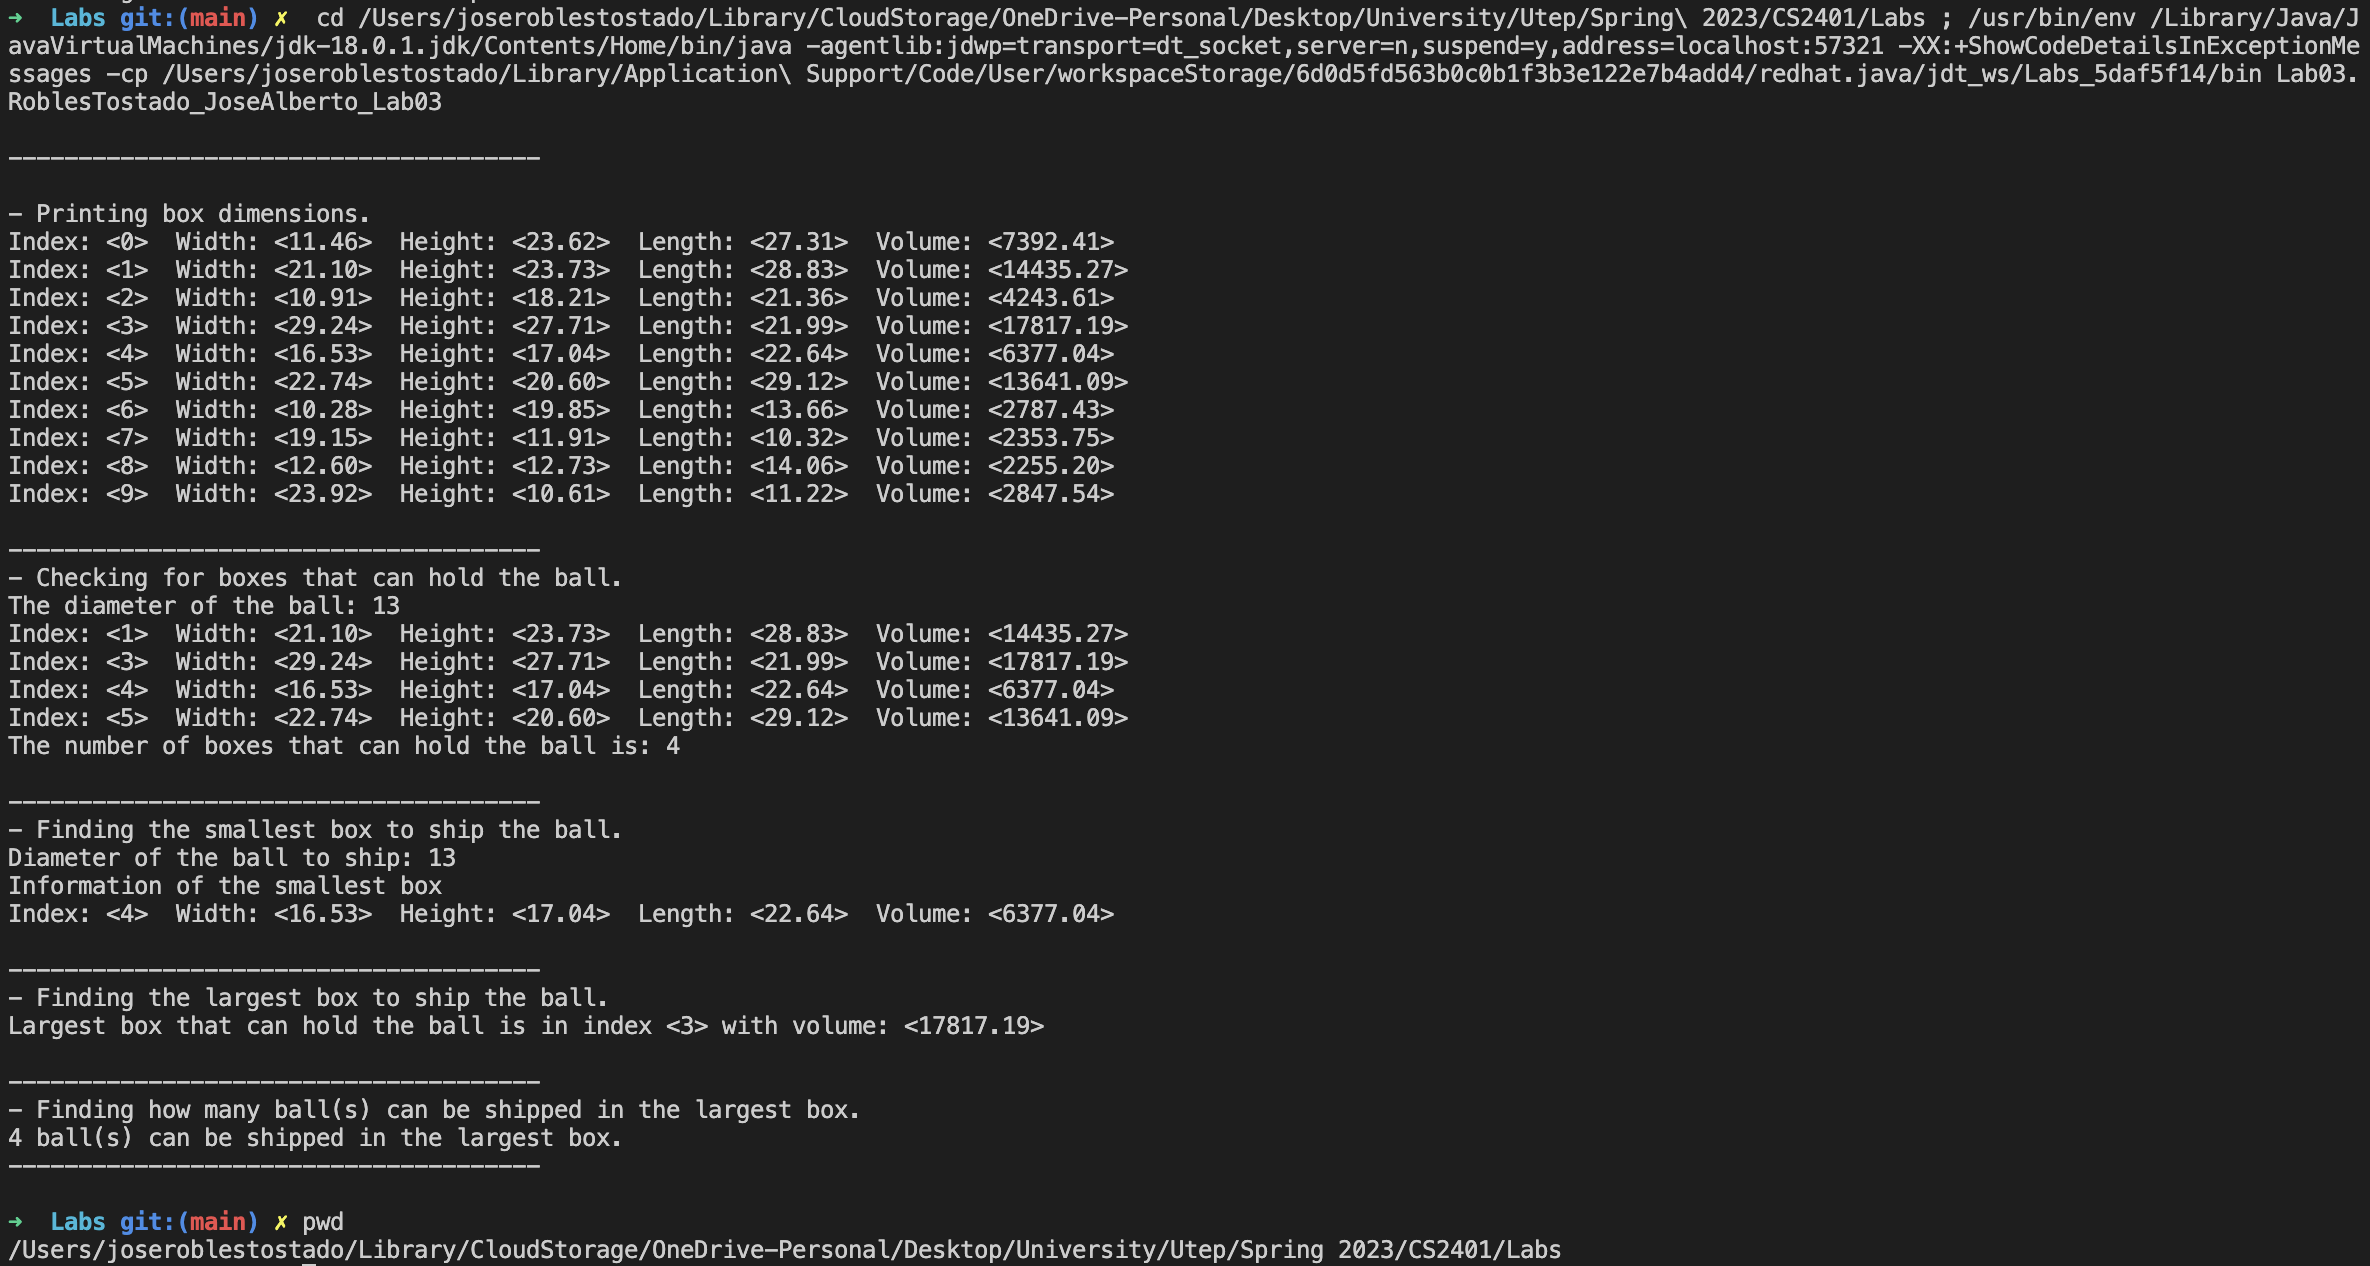 ➜  Labs git:(main) ✗  cd /Users/joseroblestostado/Library/CloudStorage/OneDrive-Personal/Desktop/University/Utep/Spring\ 2023/CS2401/Labs ; /usr/bin/env /Library/Java/J
avaVirtualMachines/jdk-18.0.1.jdk/Contents/Home/bin/java -agentlib:jdwp=transport=dt_socket,server=n,suspend=y,address=localhost:57321 -XX:+ShowCodeDetailsInExceptionMe
ssages -cp /Users/joseroblestostado/Library/Application\ Support/Code/User/workspaceStorage/6d0d5fd563b0c0b1f3b3e122e7b4add4/redhat.java/jdt_ws/Labs_5daf5f14/bin Lab03.
RoblesTostado_JoseAlberto_Lab03
--------------------------------------
- Printing box dimensions.
Index: <0>  Width: <11.46>  Height: <23.62>  Length: <27.31>  Volume: <7392.41>
Index: <1>  Width: <21.10>  Height: <23.73>  Length: <28.83>  Volume: <14435.27>
Index: <2>  Width: <10.91>  Height: <18.21>  Length: <21.36>  Volume: <4243.61>
Index: <3>  Width: <29.24>  Height: <27.71>  Length: <21.99>  Volume: <17817.19>
Index: <4>  Width: <16.53>  Height: <17.04>  Length: <22.64>  Volume: <6377.04>
Index: <5>  Width: <22.74>  Height: <20.60>  Length: <29.12>  Volume: <13641.09>
Index: <6>  Width: <10.28>  Height: <19.85>  Length: <13.66>  Volume: <2787.43>
Index: <7>  Width: <19.15>  Height: <11.91>  Length: <10.32>  Volume: <2353.75>
Index: <8>  Width: <12.60>  Height: <12.73>  Length: <14.06>  Volume: <2255.20>
Index: <9>  Width: <23.92>  Height: <10.61>  Length: <11.22>  Volume: <2847.54>
--------------------------------------
- Checking for boxes that can hold the ball.
The diameter of the ball: 13
Index: <1>  Width: <21.10>  Height: <23.73>  Length: <28.83>  Volume: <14435.27>
Index: <3>  Width: <29.24>  Height: <27.71>  Length: <21.99>  Volume: <17817.19>
Index: <4>  Width: <16.53>  Height: <17.04>  Length: <22.64>  Volume: <6377.04>
Index: <5>  Width: <22.74>  Height: <20.60>  Length: <29.12>  Volume: <13641.09>
The number of boxes that can hold the ball is: 4
--------------------------------------
- Finding the smallest box to ship the ball.
Diameter of the ball to ship: 13
Information of the smallest box
Index: <4>  Width: <16.53>  Height: <17.04>  Length: <22.64>  Volume: <6377.04>
--------------------------------------
- Finding the largest box to ship the ball.
Largest box that can hold the ball is in index <3> with volume: <17817.19>
--------------------------------------
- Finding how many ball(s) can be shipped in the largest box.
4 ball(s) can be shipped in the largest box.
--------------------------------------
➜  Labs git:(main) ✗ pwd
/Users/joseroblestostado/Library/CloudStorage/OneDrive-Personal/Desktop/University/Utep/Spring 2023/CS2401/Labs